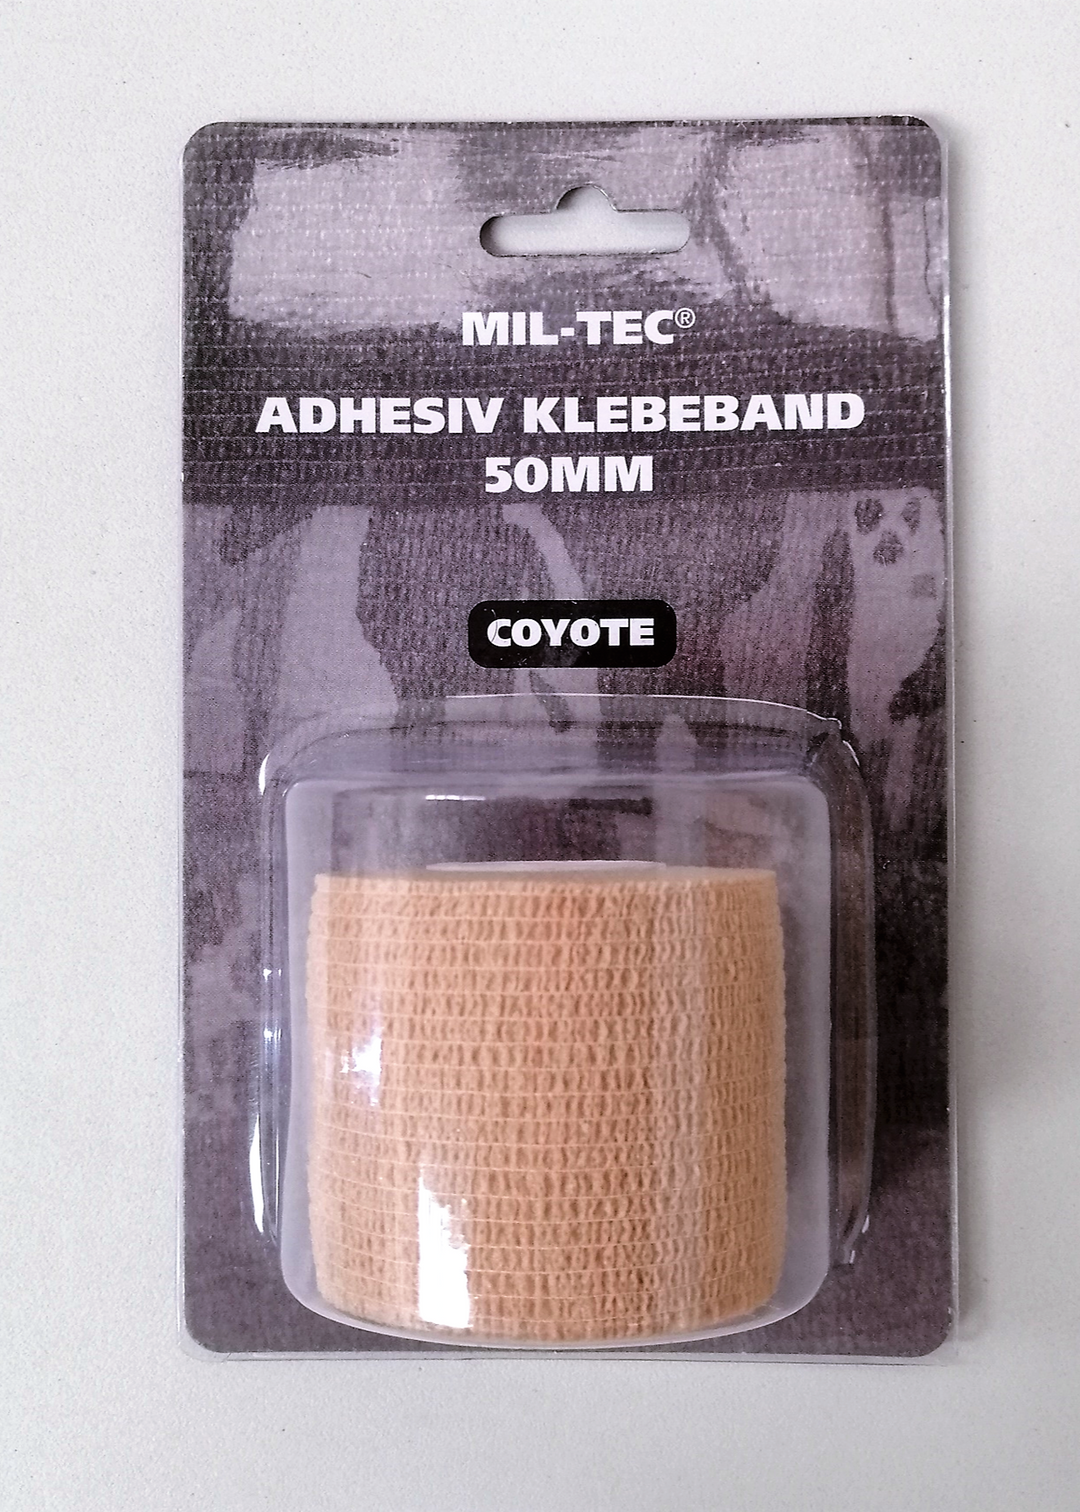 MIL-TEC®
ADHESIV KLEBEBAND
50MM
COYOTE